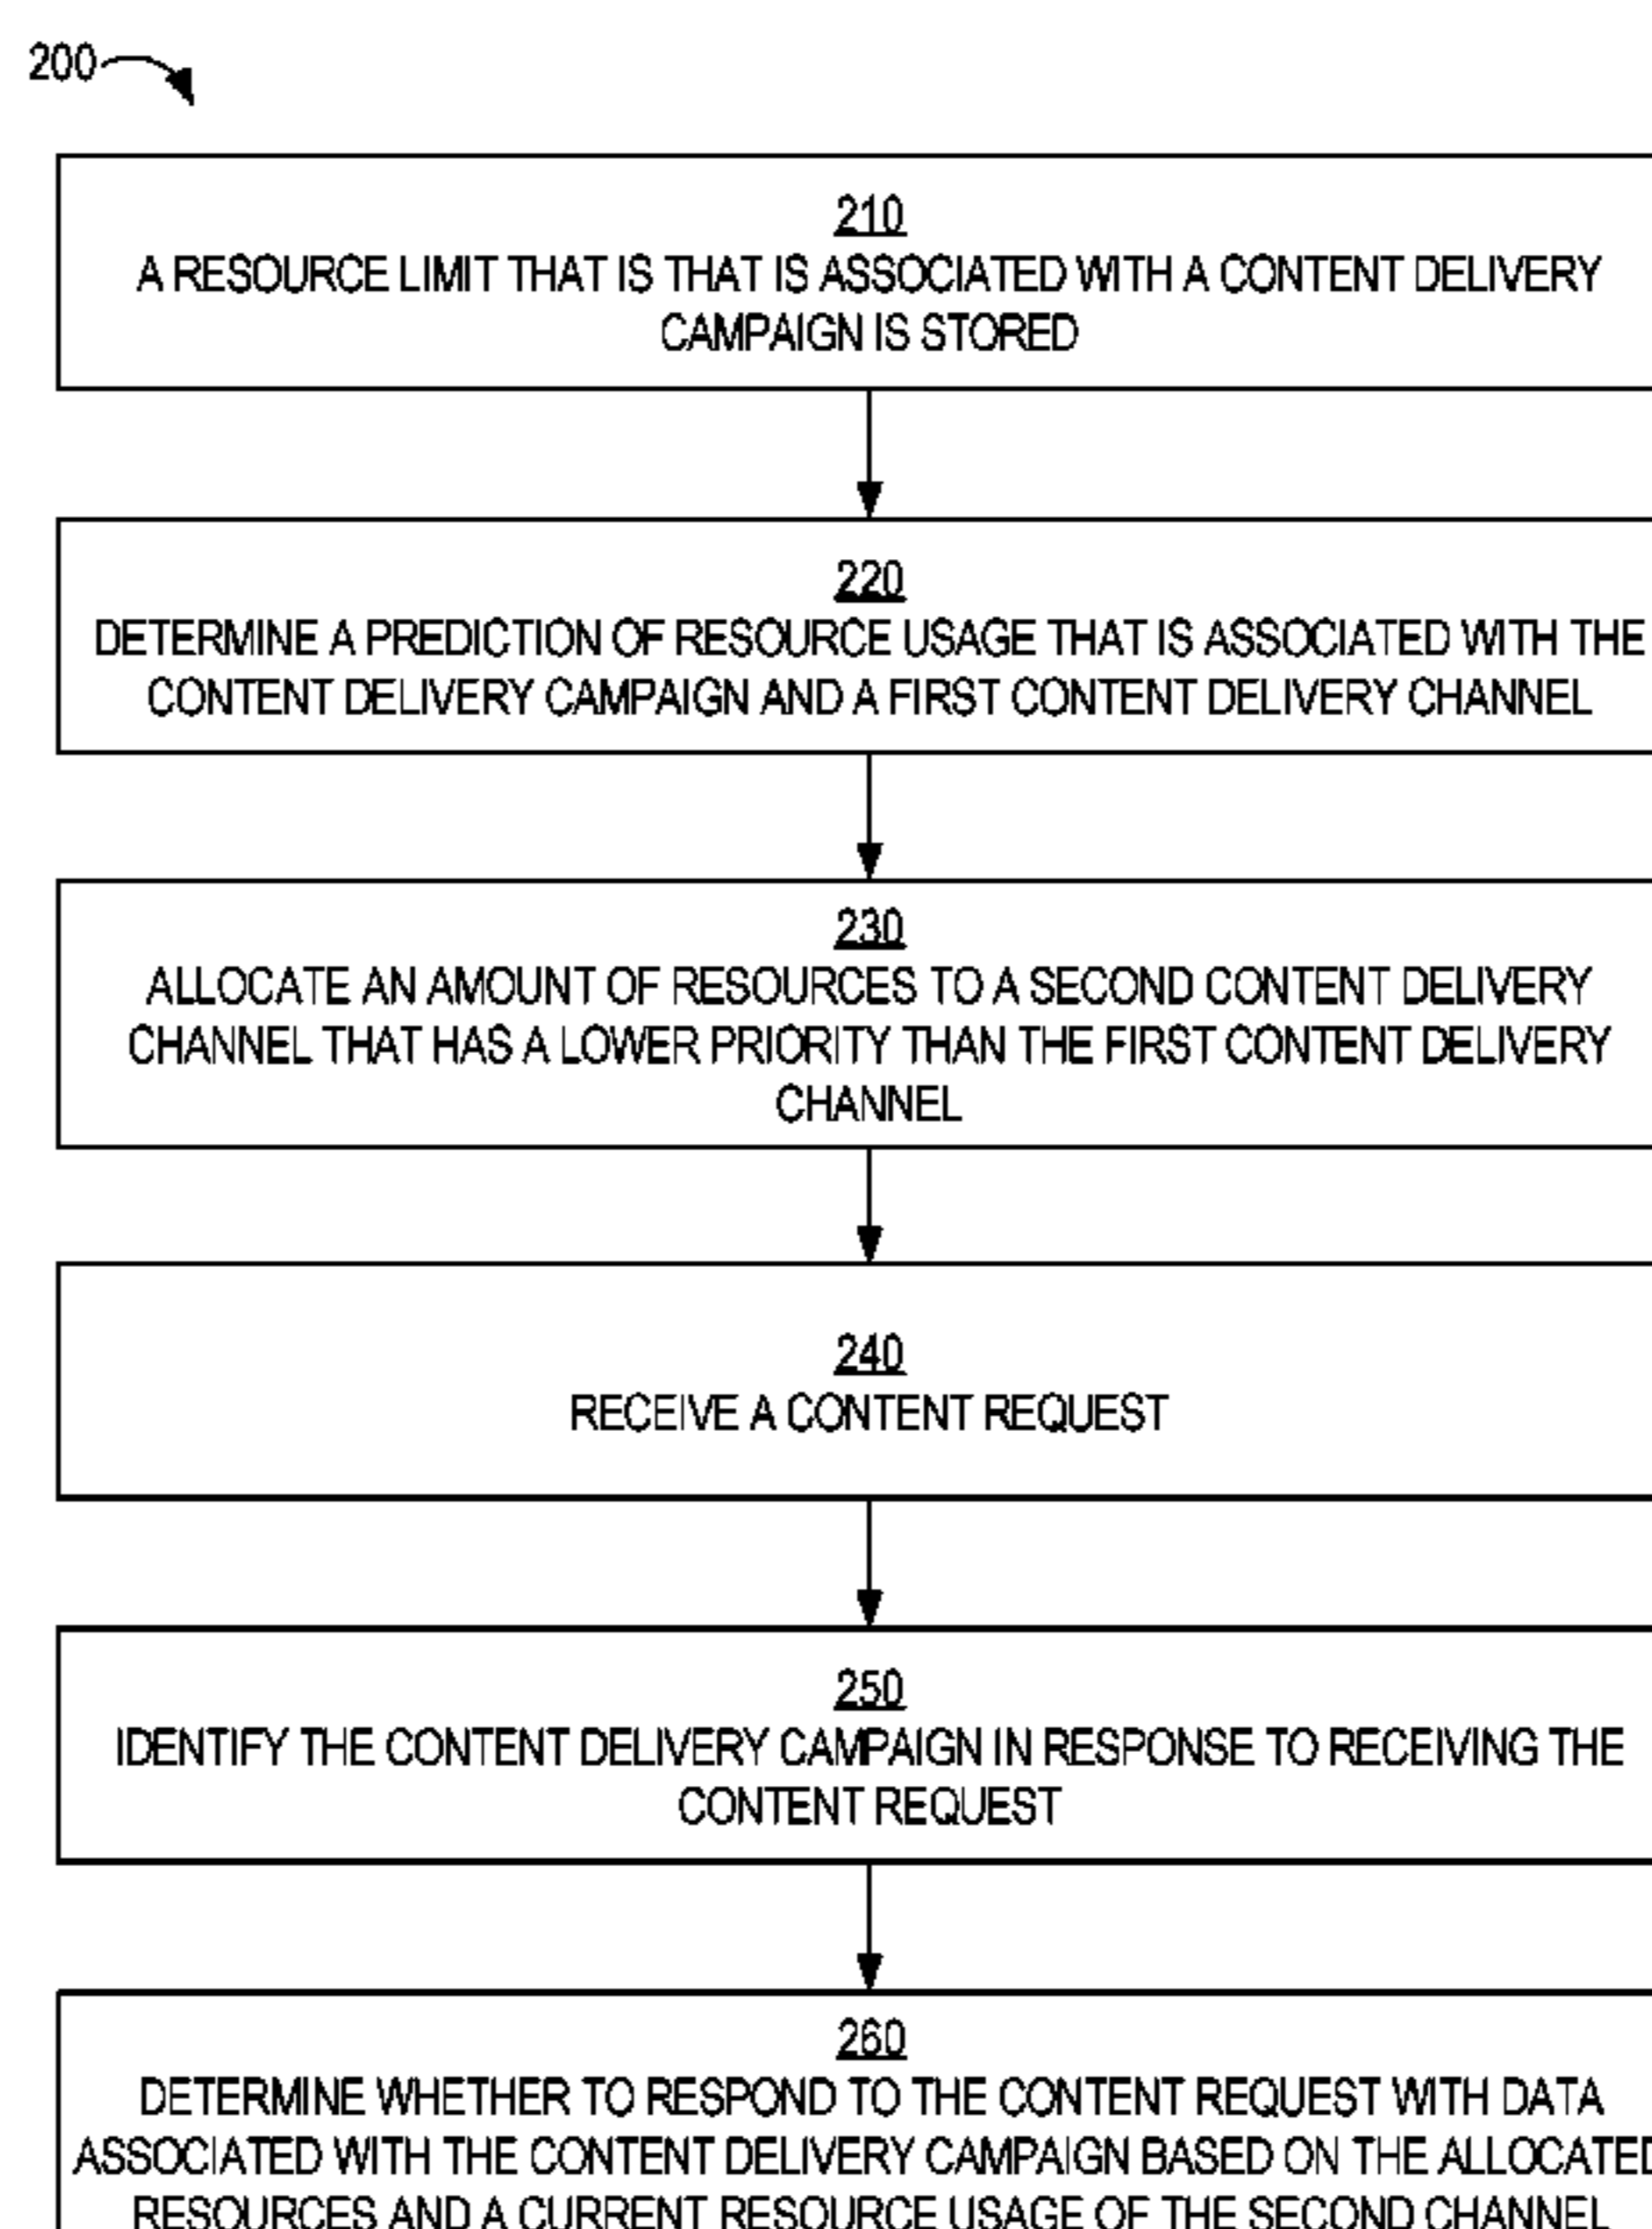 200
210
A RESOURCE LIMIT THAT IS THAT IS ASSOCIATED WITH A CONTENT DELIVERY
CAMPAIGN IS STORED
220
DETERMINE A PREDICTION OF RESOURCE USAGE THAT IS ASSOCIATED WITH THE
CONTENT DELIVERY CAMPAIGN AND A FIRST CONTENT DELIVERY CHANNEL
230
ALLOCATE AN AMOUNT OF RESOURCES TO A SECOND CONTENT DELIVERY
CHANNEL THAT HAS A LOWER PRIORITY THAN THE FIRST CONTENT DELIVERY
CHANNEL
240
RECEIVE A CONTENT REQUEST
250
IDENTIFY THE CONTENT DELIVERY CAMPAIGN IN RESPONSE TO RECEIVING THE
CONTENT REQUEST
260
DETERMINE WHETHER TO RESPOND TO THE CONTENT REQUEST WITH DATA
ASSOCIATED WITH THE CONTENT DELIVERY CAMPAIGN BASED ON THE ALLOCATED
RESOURCES AND A CURRENT RESOURCE USAGE OF THE SECOND CHANNEL